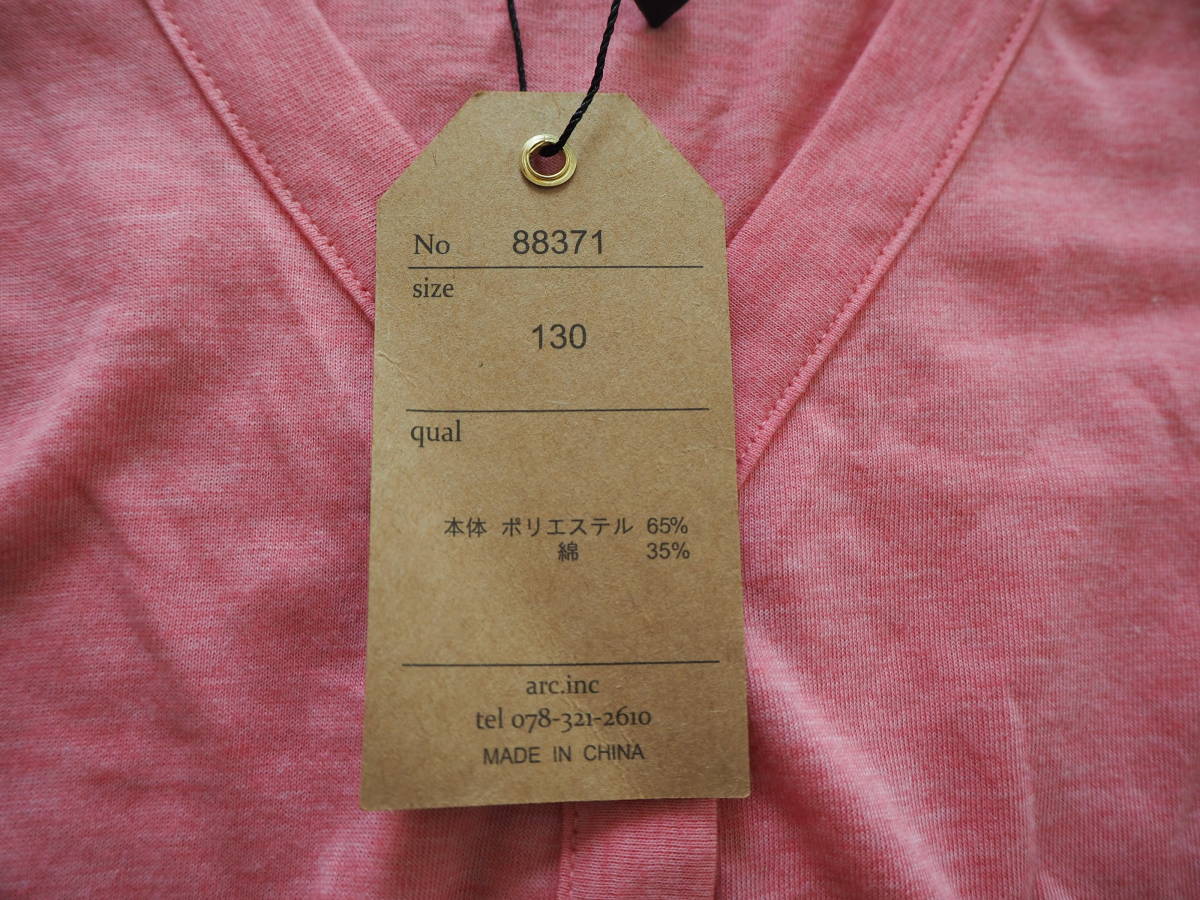 No 88371
size
130
qual
本体 ポリエステル 65%
綿 35%
arc.inc
tel 078-321-2610
MADE IN CHINA